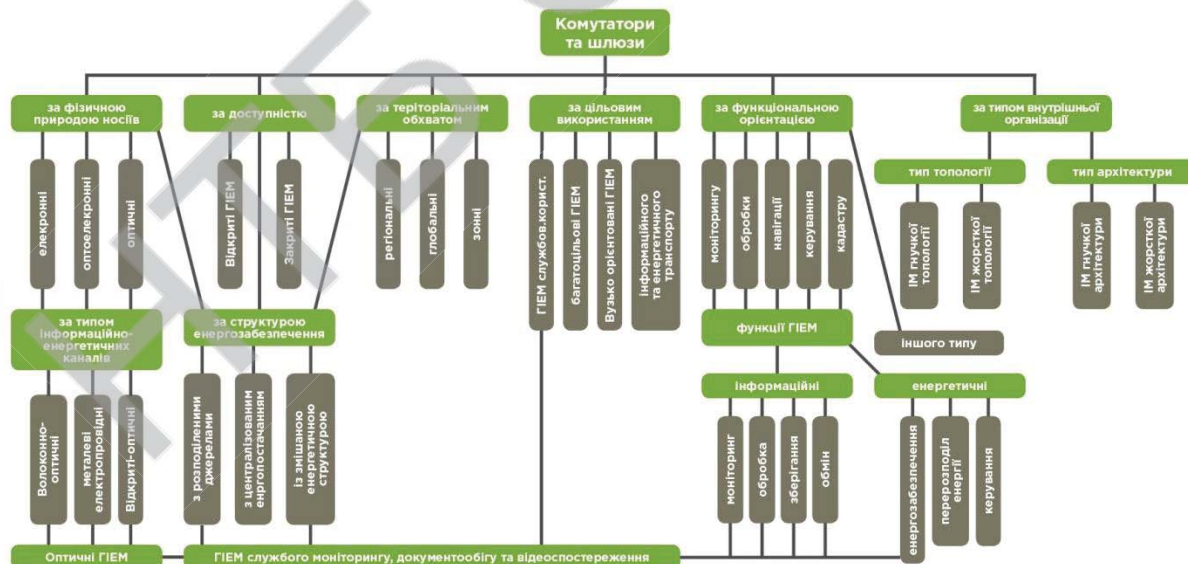 Комутатори
та шлюзи
за фізичною
природою носіїв
за доступністю
за теріторіальним
обхватом
за цільовим
використанням
за функціональною
орієнтацією
за типом внутрішньої
організації
елекронні
оптоелекронні
оптичні
Відкриті ГІЕМ
Закриті ГІЕМ
регіональні
глобальні
зонні
ГІЕМ службов.корист.
багатоцільові ГІЕМ
Вузько орієнтовані ГІЕМ
інформаційного
та енергетичного
транспорту
моніторингу
обробки
навігації
керування
кадастру
тип топології
тип архітектури
ІМ гнучкої
топології
ІМ жорсткої
топології
ІМ гнучкої
архітектури
ІМ жорсткої
архітектури
за типом
інформаційно-
енергетичних
каналів
за структурою
енергозабезпечення
функції ГІЕМ
іншого типу
інформаційні
енергетичні
Волоконно-
оптичні
металеві
електропровідні
Відкриті-оптичні
з розподіленими
джерелами
з централізованим
енргопостачанням
із змішаною
енергетичною
структурою
моніторинг
обробка
зберігання
обмін
енергозабезпечення
перерозподіл
енергії
керування
Оптичні ГІЕМ
ГІЕМ службого моніторингу, документообігу та відеоспостереження
НТБ